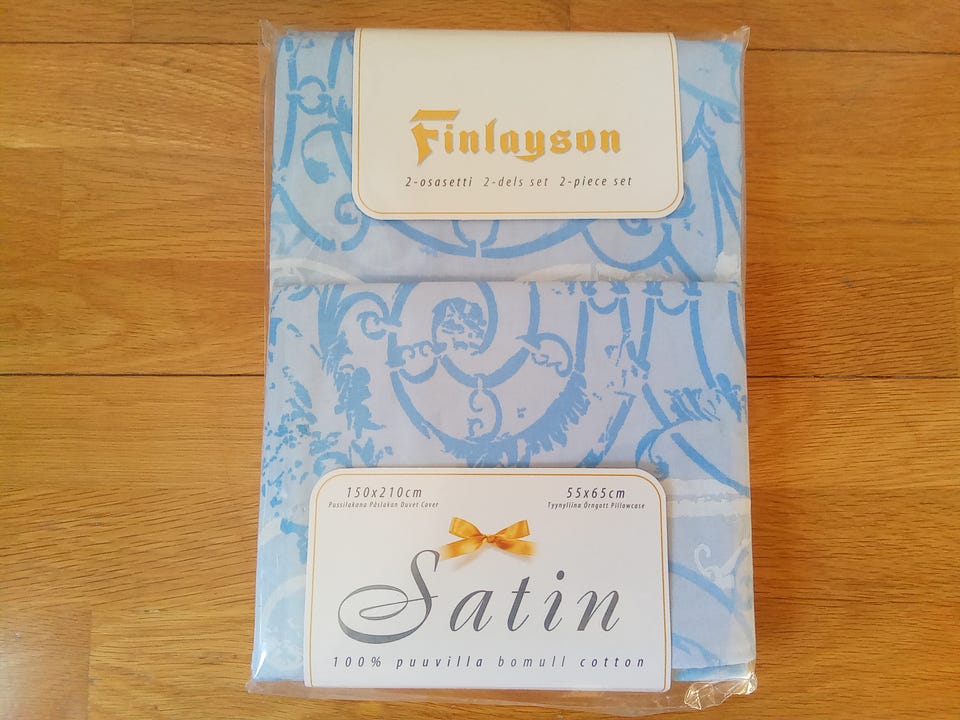 Finlayson
2-osasetti 2-dels set 2-piece set
150x210cm
Pussilakana Påslakan Duvet Cover
55x65cm
Tyynyliina Örngott Pillowcase
Satin
100% puuvilla bomull cotton